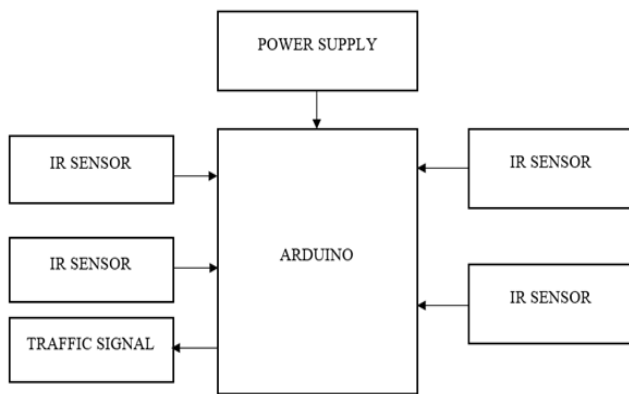 POWER SUPPLY
IR SENSOR
IR SENSOR
TRAFFIC SIGNAL
ARDUINO
IR SENSOR
IR SENSOR